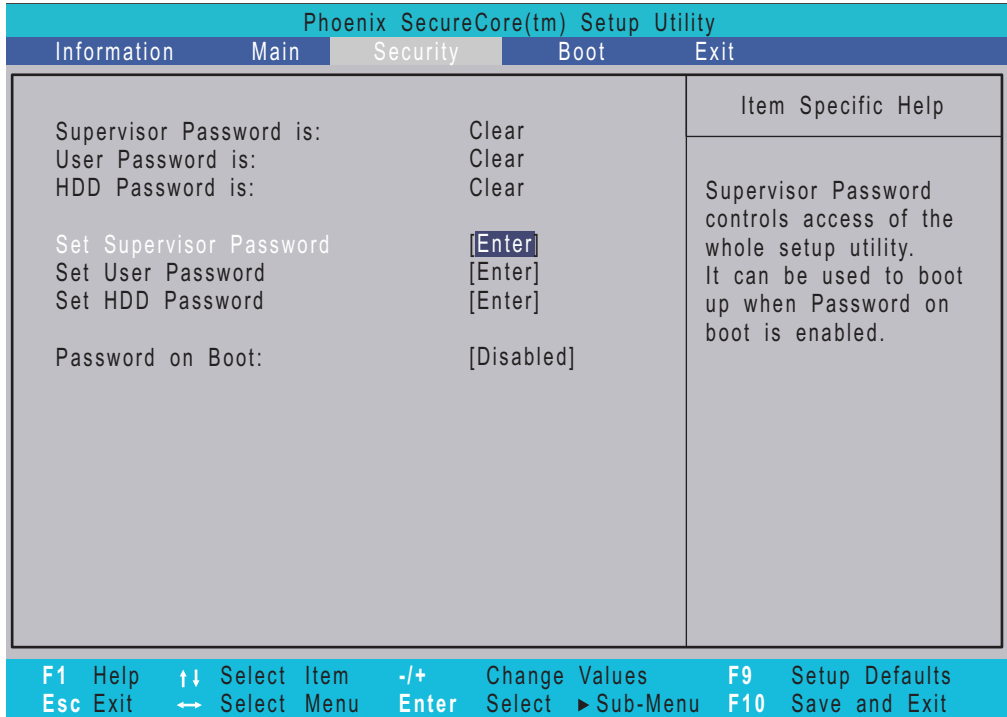 Phoenix SecureCore(tm) Setup Utility
Information Main Security Boot Exit
Supervisor Password is: Clear
User Password is: Clear
HDD Password is: Clear
Set Supervisor Password [Enter]
Set User Password [Enter]
Set HDD Password [Enter]
Password on Boot: [Disabled]
Item Specific Help
Supervisor Password
controls access of the
whole setup utility.
It can be used to boot
up when Password on
boot is enabled.
F1 Help ↑↓ Select Item -/+ Change Values F9 Setup Defaults
Esc Exit ↔ Select Menu Enter Select ► Sub-Menu F10 Save and Exit